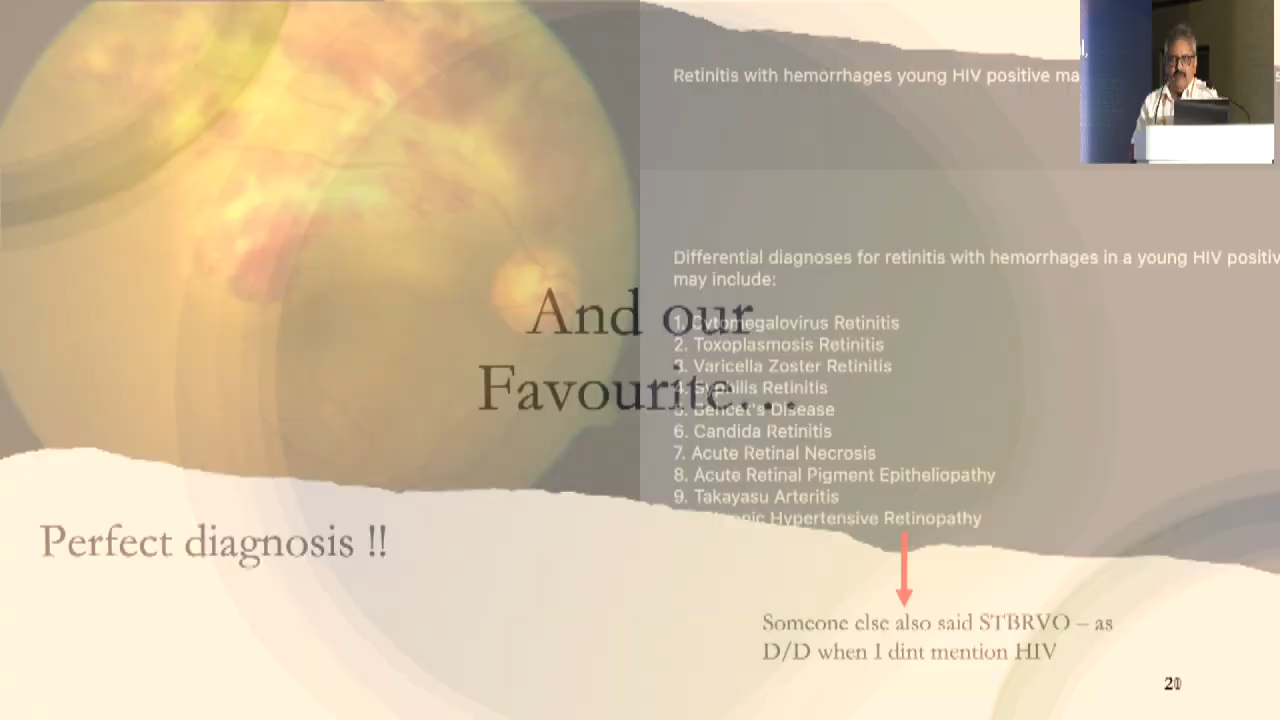 Retinitis with hemorrhages young HIV positive
Differential diagnoses for retinitis with hemorrhages in a young HIV
may include:
And our
Favourite...
1. Cytomegalovirus Retinitis
2. Toxoplasmosis Retinitis
3. Varicella Zoster Retinitis
4. Syphilis Retinitis
5. Behcet's Disease
6. Candida Retinitis
7. Acute Retinal Necrosis
8. Acute Retinal Pigment Epitheliopathy
9. Takayasu Arteritis
Hypertensive Retinopathy
Perfect diagnosis !!
Someone else also said STBRVO – as
D/D when I dint mention HIV